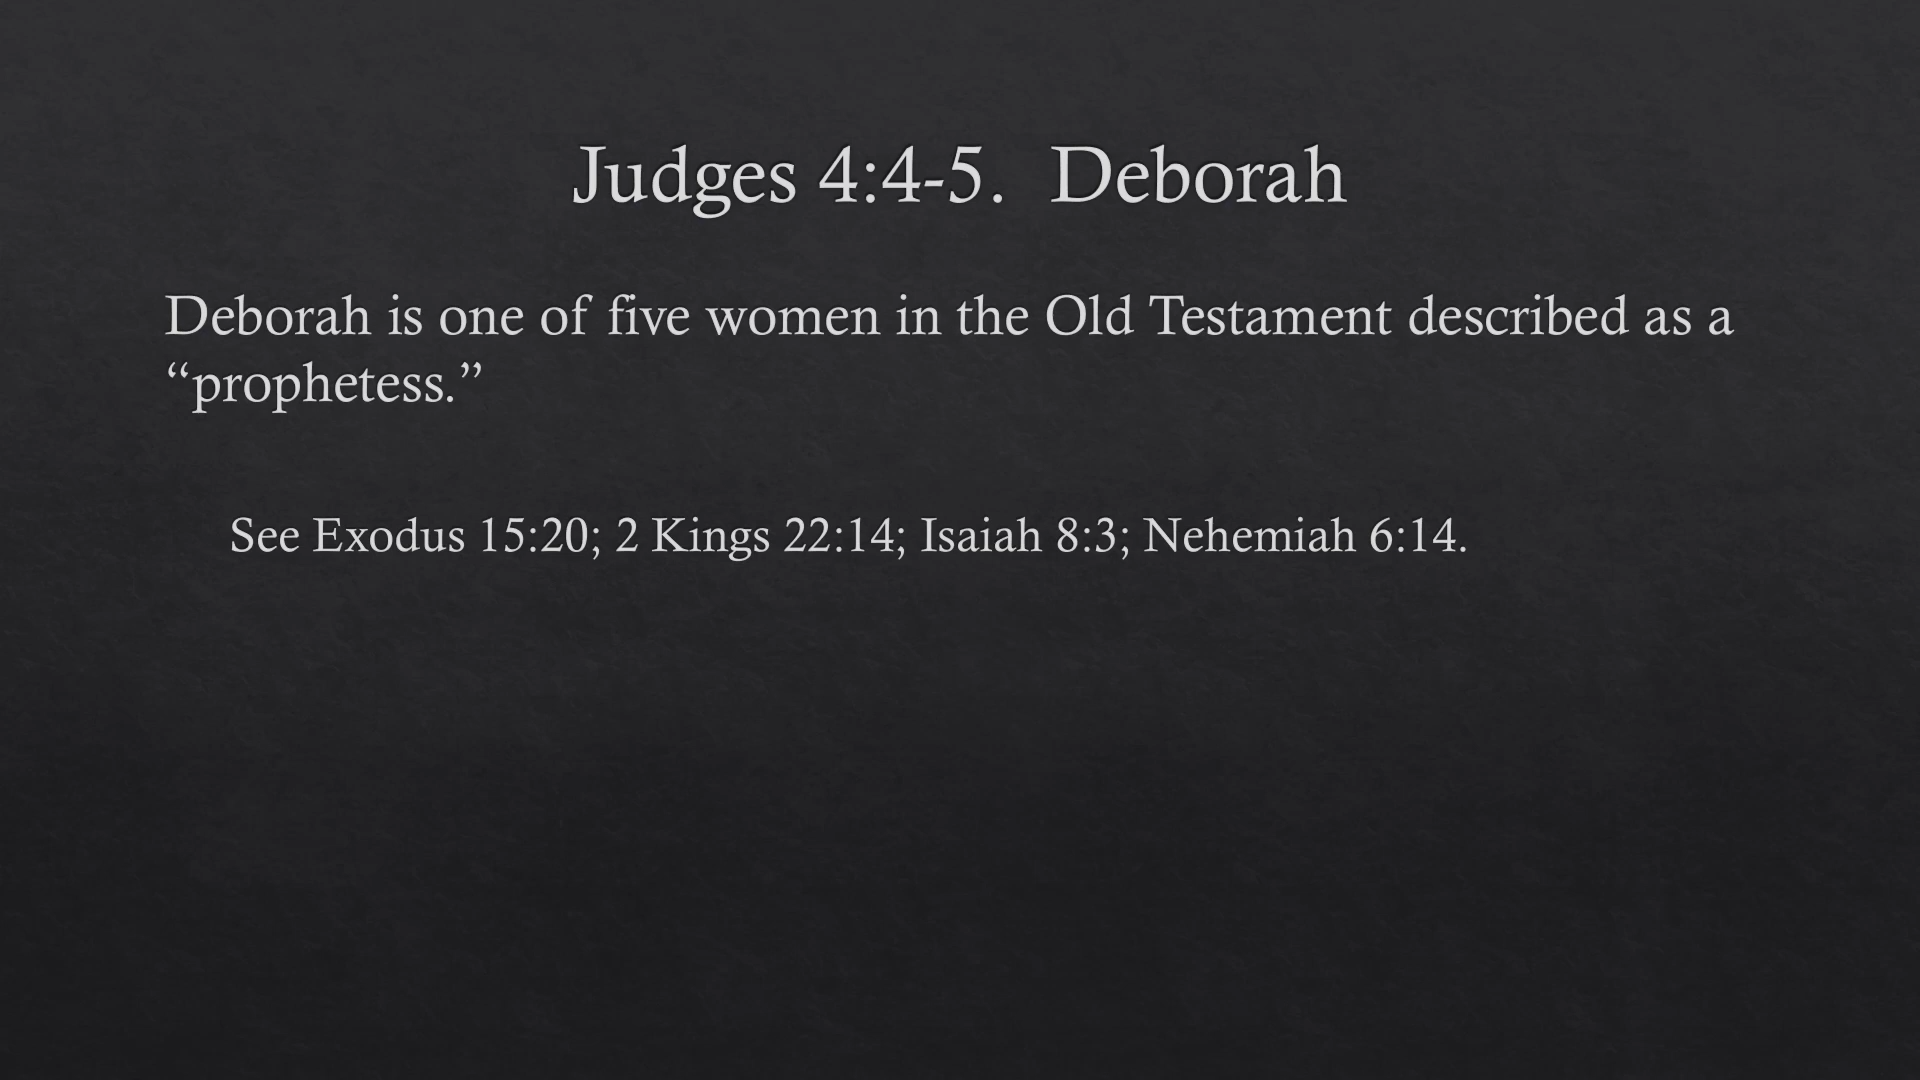 Judges 4:4-5.  Deborah
Deborah is one of five women in the Old Testament described as a
“prophetess.”
See Exodus 15:20; 2 Kings 22:14; Isaiah 8:3; Nehemiah 6:14.